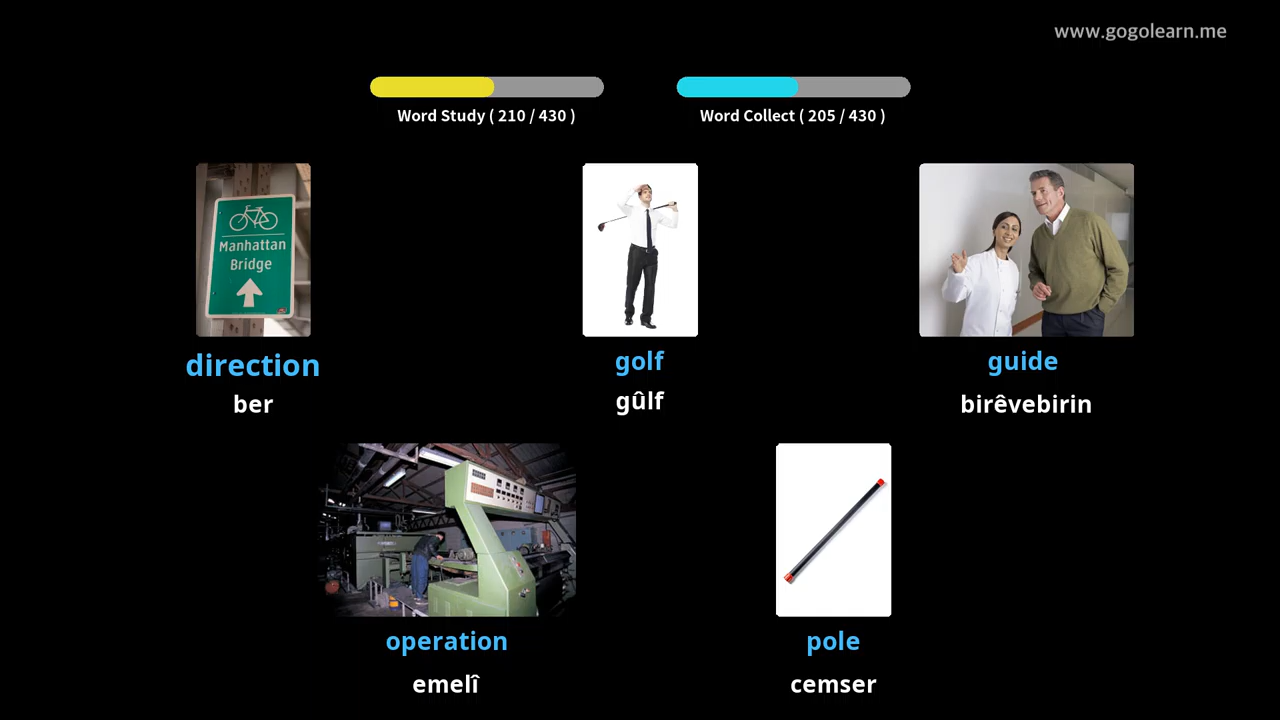 www.gogolearn.me
Word Study ( 210 / 430 )
Word Collect ( 205 / 430 )
Manhattan
Bridge
direction
ber
golf
gûlf
guide
birêvebirin
operation
emelî
pole
cemser